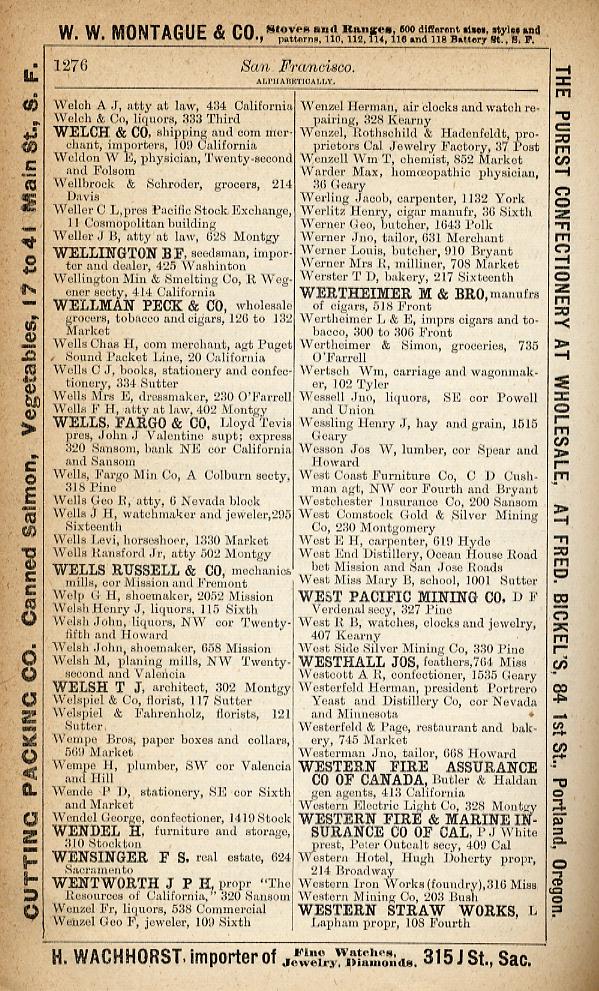 W. W. MONTAGUE & CO., Stoves and Ranges, 500 different sizes, styles and
patterns, 110, 112, 114, 116 and 118 Battery St., S. F.
CUTTING PACKING CO. Canned Salmon, Vegetables, 17 to 41 Main St., S. F.
1276 San Francisco.
ALPHABETICALLY.
Welch A J, atty at law, 434 California
Welch & Co, liquors, 333 Third
WELCH & CO, shipping and com mer-
chant, importers, 109 California
Weldon W E, physician, Twenty-second
and Folsom
Wellbrock & Schroder, grocers, 214
Davis
Weller C L,pres Pacific Stock Exchange,
11 Cosmopolitan building
Weller J B, atty at law, 628 Montgy
WELLINGTON B F, seedsman, impor-
ter and dealer, 425 Washinton
Wellington Min & Smelting Co, R Weg-
ener secty, 414 California
WELLMAN PECK & CO, wholesale
grocers, tobacco and cigars, 126 to 132
Market
Wells Chas H, com merchant, agt Puget
Sound Packet Line, 20 California
Wells C J, books, stationery and confec-
tionery, 334 Sutter
Wells Mrs E, dressmaker, 230 O'Farrell
Wells F H, atty at law, 402 Montgy
WELLS, FARGO & CO, Lloyd Tevis
pres, John J Valentine supt; express
320 Sansom, bank NE cor California
and Sansom
Wells, Fargo Min Co, A Colburn secty,
318 Pine
Wells Geo R, atty, 6 Nevada block
Wells J H, watchmaker and jeweler,295
Sixteenth
Wells Levi, horseshoer, 1330 Market
Wells Ransford Jr, atty 502 Montgy
WELLS RUSSELL & CO, mechanics'
mills, cor Mission and Fremont
Welp G H, shoemaker, 2052 Mission
Welsh Henry J, liquors, 115 Sixth
Welsh John, liquors, NW cor Twenty-
fifth and Howard
Welsh John, shoemaker, 658 Mission
Welsh M, planing mills, NW Twenty-
second and Valencia
WELSH T J, architect, 302 Montgy
Welspiel & Co, florist, 117 Sutter
Welspiel & Fahrenholz, florists, 121
Sutter
Wempe Bros, paper boxes and collars,
569 Market
Wempe H, plumber, SW cor Valencia
and Hill
Wende P D, stationery, SE cor Sixth
and Market
Wendel George, confectioner, 1419 Stock
WENDEL H, furniture and storage,
310 Stockton
WENSINGER F S, real estate, 624
Sacramento
WENTWORTH J P H, propr "The
Resources of California," 320 Sansom
Wenzel Fr, liquors, 538 Commercial
Wenzel Geo F, jeweler, 109 Sixth
Wenzel Herman, air clocks and watch re-
pairing, 328 Kearny
Wenzel, Rothschild & Hadenfeldt, pro-
prietors Cal Jewelry Factory, 37 Post
Wenzell Wm T, chemist, 852 Market
Warder Max, homœopathic physician,
36 Geary
Werling Jacob, carpenter, 1132 York
Werlitz Henry, cigar manufr, 36 Sixth
Werner Geo, butcher, 1643 Polk
Werner Jno, tailor, 631 Merchant
Werner Louis, butcher, 910 Bryant
Werner Mrs R, milliner, 708 Market
Werster T D, bakery, 217 Sixteenth
WERTHEIMER M & BRO, manufrs
of cigars, 518 Front
Wertheimer L & E, imprs cigars and to-
bacco, 300 to 306 Front
Wertheimer & Simon, groceries, 735
O'Farrell
Wertsch Wm, carriage and wagonmak-
er, 102 Tyler
Wessell Jno, liquors, SE cor Powell
and Union
Wessling Henry J, hay and grain, 1515
Geary
Wesson Jos W, lumber, cor Spear and
Howard
West Coast Furniture Co, C D Cush-
man agt, NW cor Fourth and Bryant
Westchester Insurance Co, 200 Sansom
West Comstock Gold & Silver Mining
Co, 230 Montgomery
West E H, carpenter, 619 Hyde
West End Distillery, Ocean House Road
bet Mission and San Jose Roads
West Miss Mary B, school, 1001 Sutter
WEST PACIFIC MINING CO. D F
Verdenal secy, 327 Pine
West R B, watches, clocks and jewelry,
407 Kearny
West Side Silver Mining Co, 330 Pine
WESTHALL JOS, feathers,764 Miss
Westcott A R, confectioner, 1535 Geary
Westerfeld Herman, president Portrero
Yeast and Distillery Co, cor Nevada
and Minnesota
Westerfeld & Page, restaurant and bak-
ery, 745 Market
Westerman Jno, tailor, 668 Howard
WESTERN FIRE ASSURANCE
CO OF CANADA, Butler & Haldan
gen agents, 413 California
Western Electric Light Co, 328 Montgy
WESTERN FIRE & MARINE IN-
SURANCE CO OF CAL, P J White
prest, Peter Outcalt secy, 409 Cal
Western Hotel, Hugh Doherty propr,
214 Broadway
Western Iron Works (foundry),316 Miss
Western Mining Co, 203 Bush
WESTERN STRAW WORKS, L
Lapham propr, 108 Fourth
THE PUREST CONFECTIONERY AT WHOLESALE, AT FRED. BICKEL'S, 84 1st St., Portland, Oregon.
H. WACHHORST, importer of Fine Watches, Jewelry, Diamonds, 315 J St., Sac.